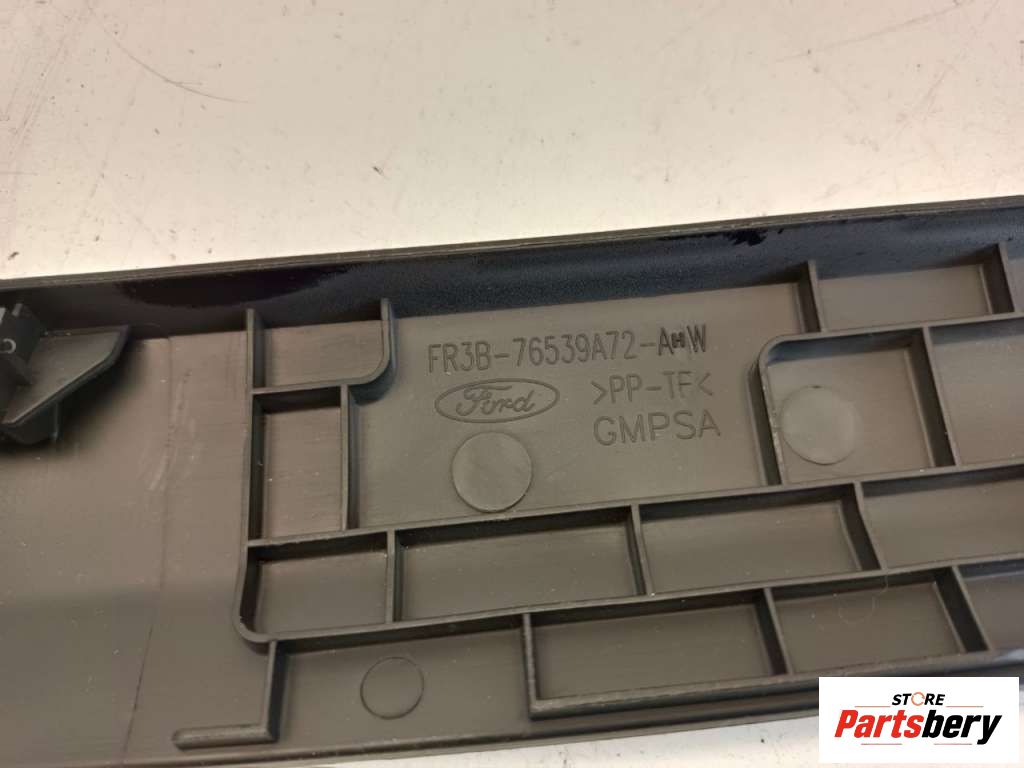 FR3B-76539A72-AHW
Ford
>PP-TF<
GMPSA
STORE
Partsbery